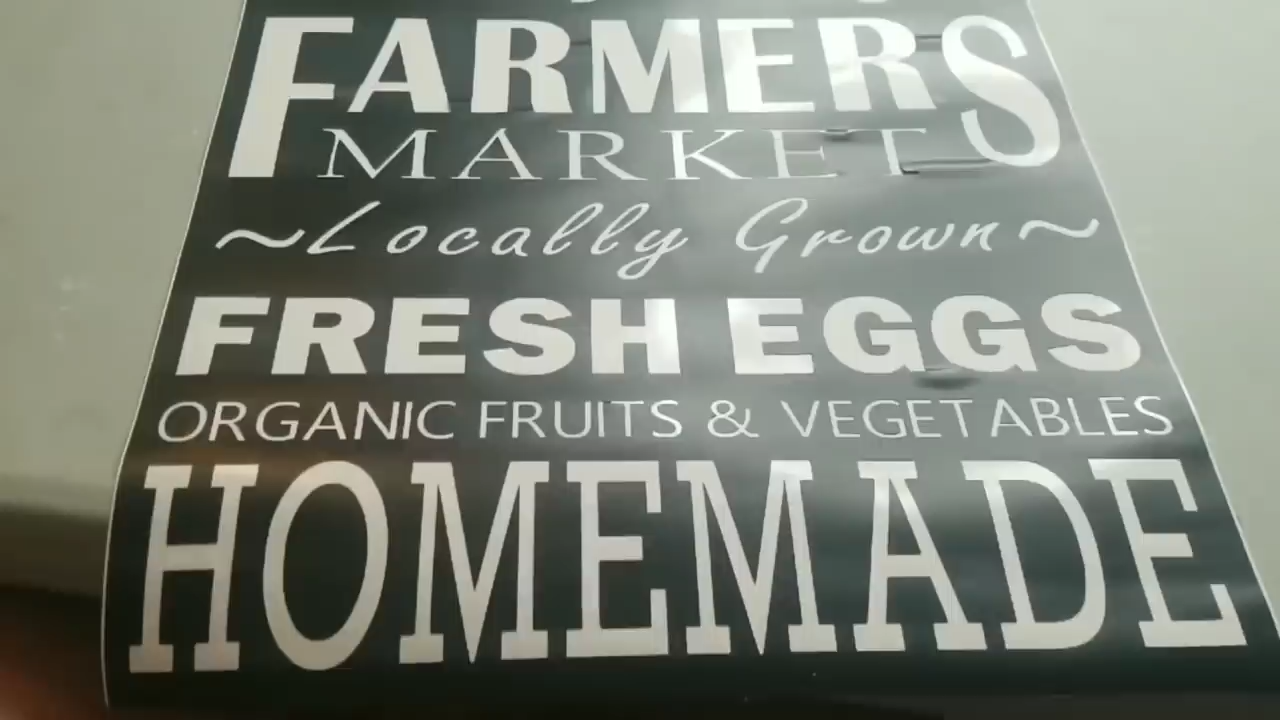 FARMERS
MARKET
~Locally Grown~
FRESH EGGS
ORGANIC FRUITS & VEGETABLES
HOMEMADE